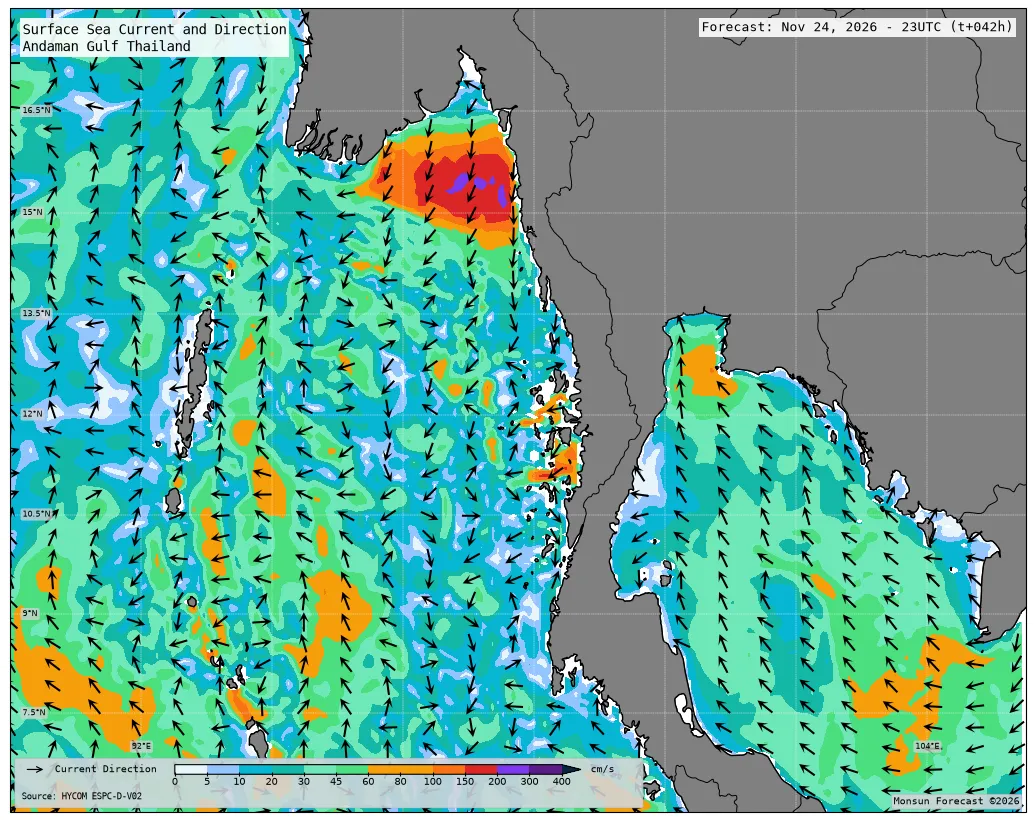 Surface Sea Current and Direction
Andaman Gulf Thailand
Forecast: Nov 24, 2026 - 23UTC (t+042h)
16.5°N
15°N
13.5°N
12°N
10.5°N
9°N
7.5°N
92°E
104°E
Current Direction
0 5 10 20 30 45 60 80 100 150 200 300 400 cm/s
Source: HYCOM ESPC-D-V02
Monsun Forecast ©2026